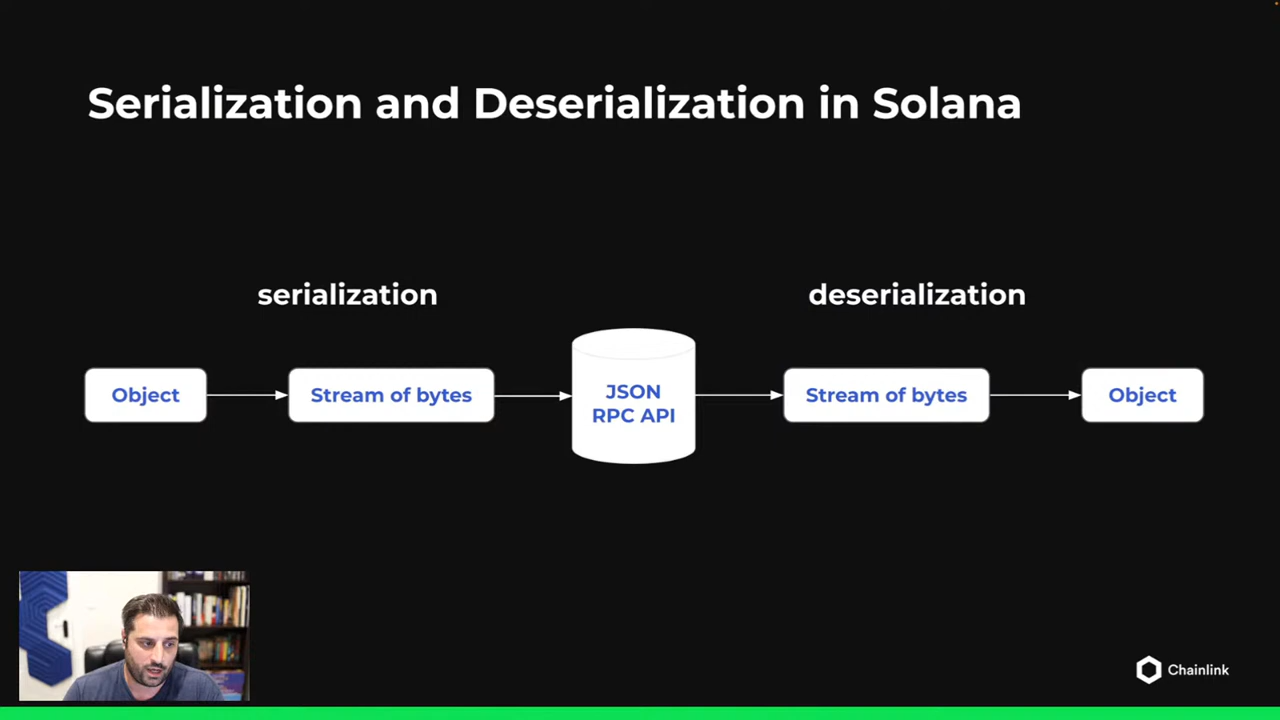 Serialization and Deserialization in Solana
serialization
deserialization
Object
Stream of bytes
JSON
RPC API
Stream of bytes
Object
Chainlink